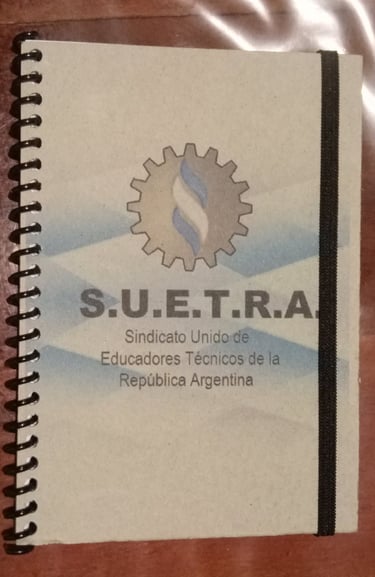 S.U.E.T.R.A.
Sindicato Unido de
Educadores Técnicos de la
República Argentina